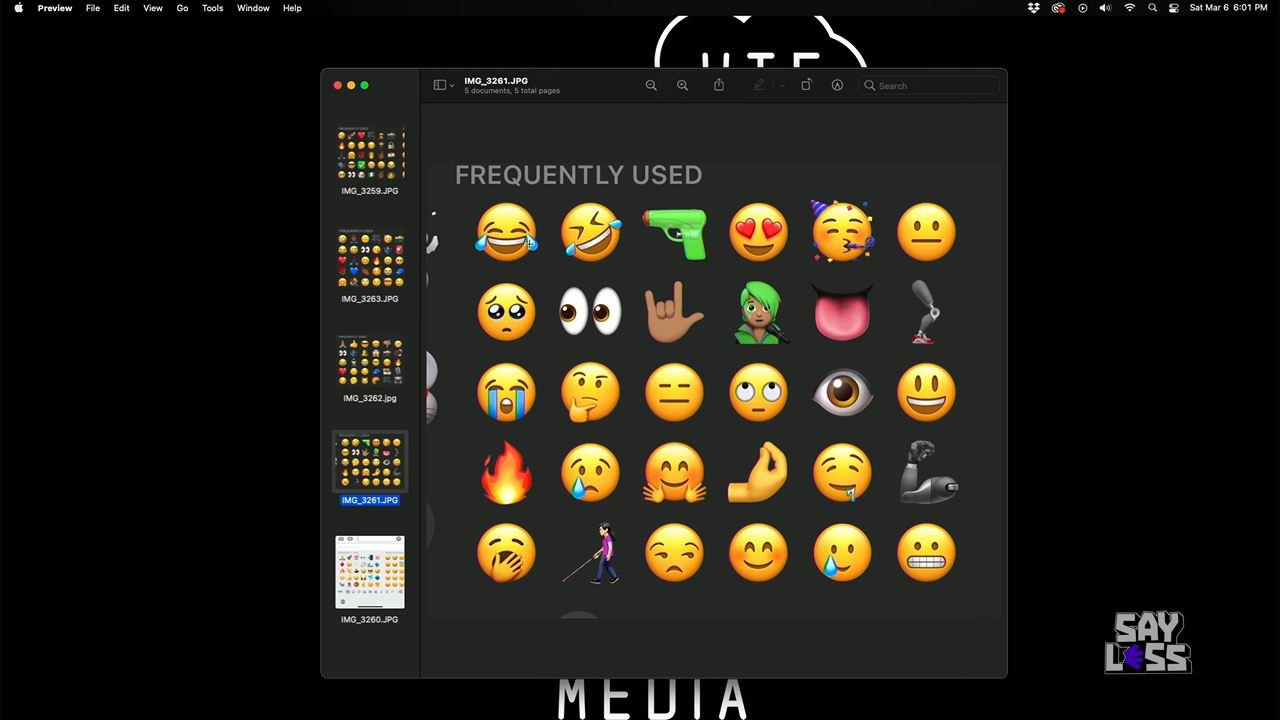 Preview File Edit View Go Tools Window Help Sat Mar 6 6:01 PM
UTE
IMG_3261.JPG
5 documents, 5 total pages
Search
FREQUENTLY USED
IMG_3259.JPG
IMG_3263.JPG
IMG_3262.jpg
IMG_3261.JPG
IMG_3260.JPG
SAY
LESS
MEDIA